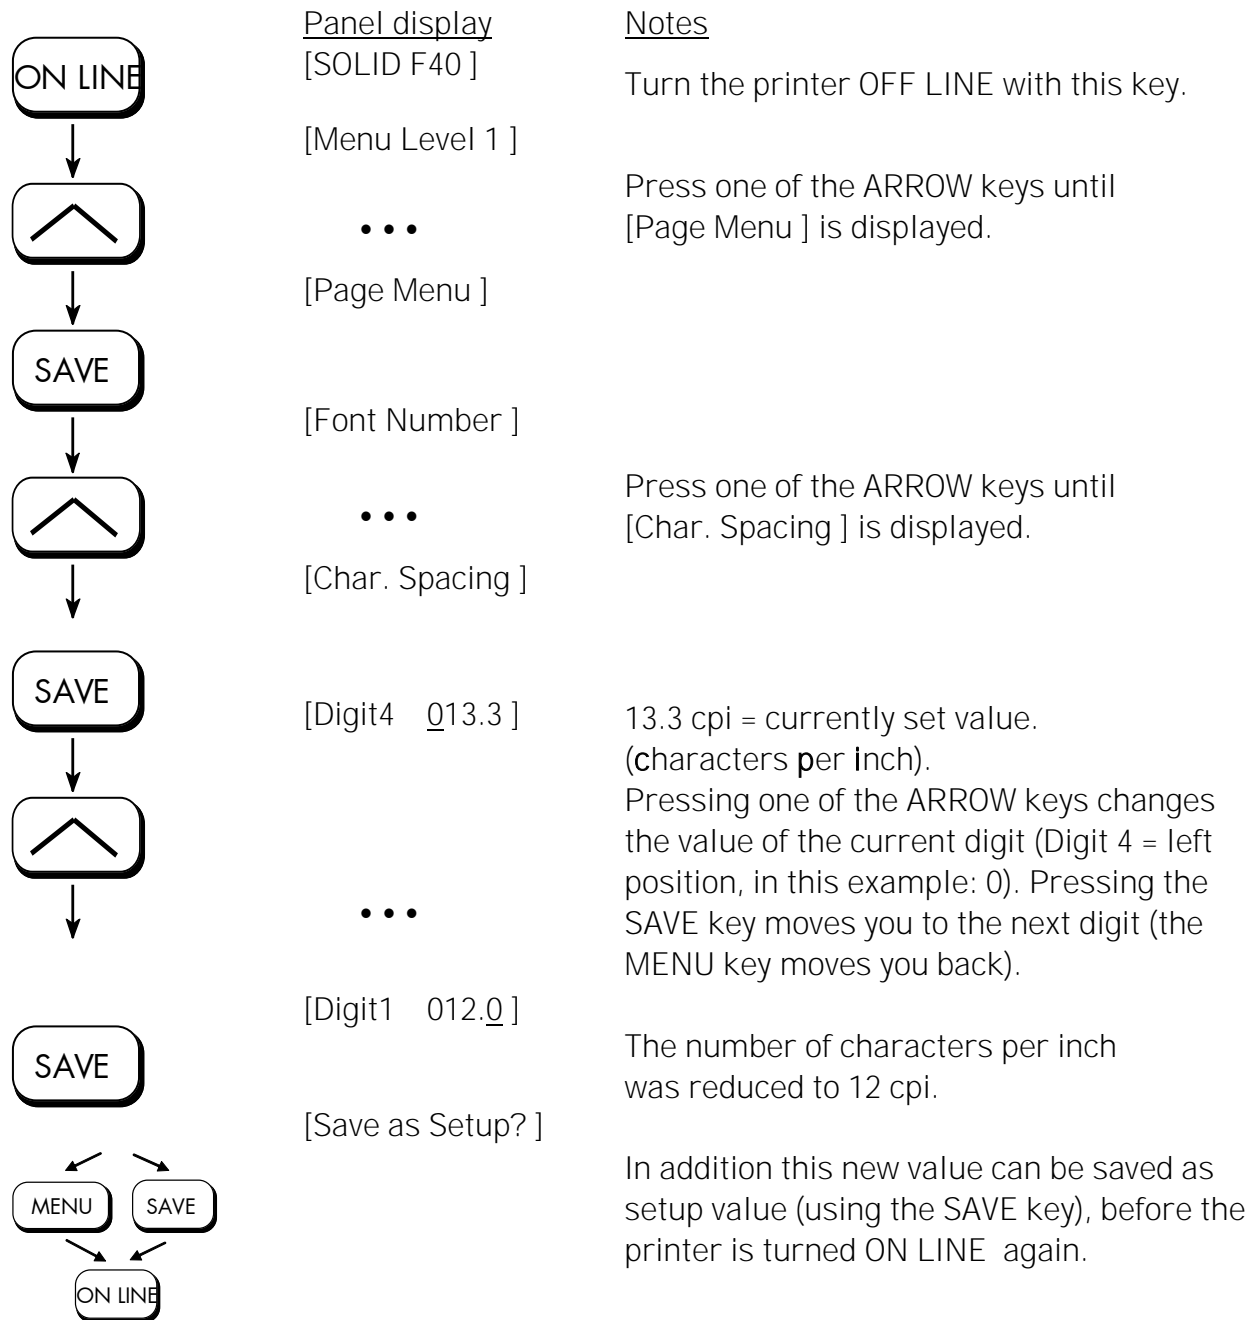 Panel display Notes
ON LINE [SOLID F40 ]
Turn the printer OFF LINE with this key.
[Menu Level 1 ]
Press one of the ARROW keys until
• • • [Page Menu ] is displayed.
[Page Menu ]
SAVE
[Font Number ]
Press one of the ARROW keys until
• • • [Char. Spacing ] is displayed.
[Char. Spacing ]
SAVE
[Digit4 013.3 ] 13.3 cpi = currently set value.
(characters per inch).
Pressing one of the ARROW keys changes
the value of the current digit (Digit 4 = left
position, in this example: 0). Pressing the
• • • SAVE key moves you to the next digit (the
MENU key moves you back).
[Digit1 012.0 ]
SAVE The number of characters per inch
was reduced to 12 cpi.
[Save as Setup? ]
In addition this new value can be saved as
MENU SAVE setup value (using the SAVE key), before the
printer is turned ON LINE again.
ON LINE